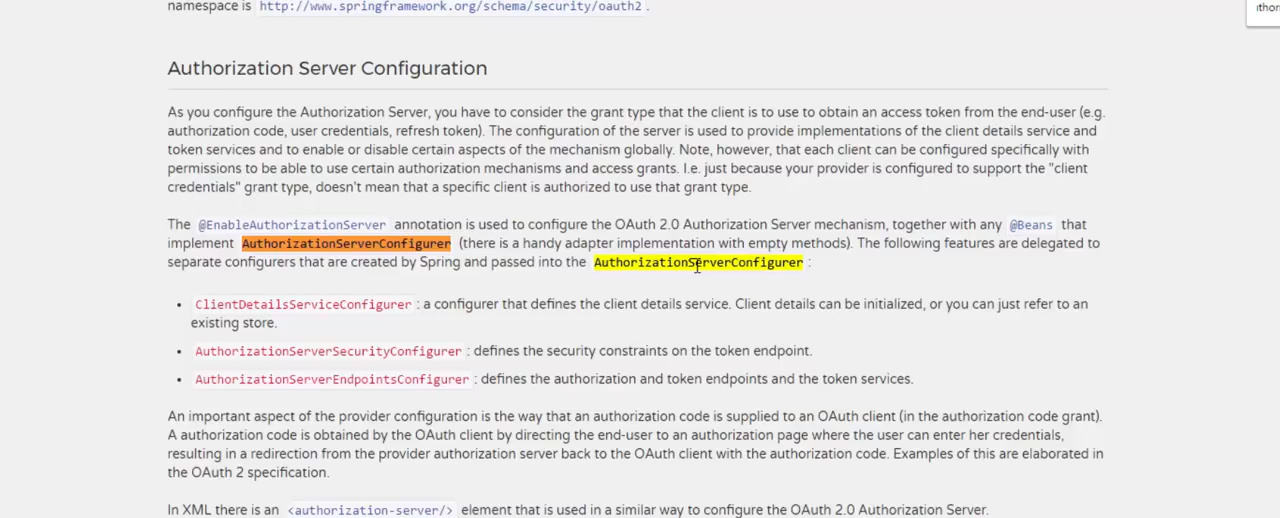 namespace is http://www.springframework.org/schema/security/oauth2 .
Authorization Server Configuration
As you configure the Authorization Server, you have to consider the grant type that the client is to use to obtain an access token from the end-user (e.g.
authorization code, user credentials, refresh token). The configuration of the server is used to provide implementations of the client details service and
token services and to enable or disable certain aspects of the mechanism globally. Note, however, that each client can be configured specifically with
permissions to be able to use certain authorization mechanisms and access grants. I.e. just because your provider is configured to support the "client
credentials" grant type, doesn't mean that a specific client is authorized to use that grant type.
The @EnableAuthorizationServer annotation is used to configure the OAuth 2.0 Authorization Server mechanism, together with any @Beans that
implement AuthorizationServerConfigurer (there is a handy adapter implementation with empty methods). The following features are delegated to
separate configurers that are created by Spring and passed into the AuthorizationServerConfigurer :
• ClientDetailsServiceConfigurer : a configurer that defines the client details service. Client details can be initialized, or you can just refer to an
existing store.
• AuthorizationServerSecurityConfigurer : defines the security constraints on the token endpoint.
• AuthorizationServerEndpointsConfigurer : defines the authorization and token endpoints and the token services.
An important aspect of the provider configuration is the way that an authorization code is supplied to an OAuth client (in the authorization code grant).
A authorization code is obtained by the OAuth client by directing the end-user to an authorization page where the user can enter her credentials,
resulting in a redirection from the provider authorization server back to the OAuth client with the authorization code. Examples of this are elaborated in
the OAuth 2 specification.
In XML there is an <authorization-server/> element that is used in a similar way to configure the OAuth 2.0 Authorization Server.